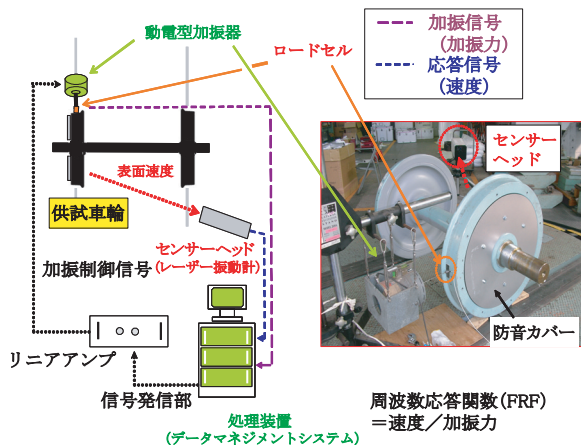 動電型加振器
ロードセル
加振信号
(加振力)
応答信号
(速度)
表面速度
供試車輪
センサーヘッド
(レーザー振動計)
加振制御信号
リニアアンプ
信号発信部
処理装置
(データマネジメントシステム)
センサー
ヘッド
防音カバー
周波数応答関数(FRF)
＝速度／加振力